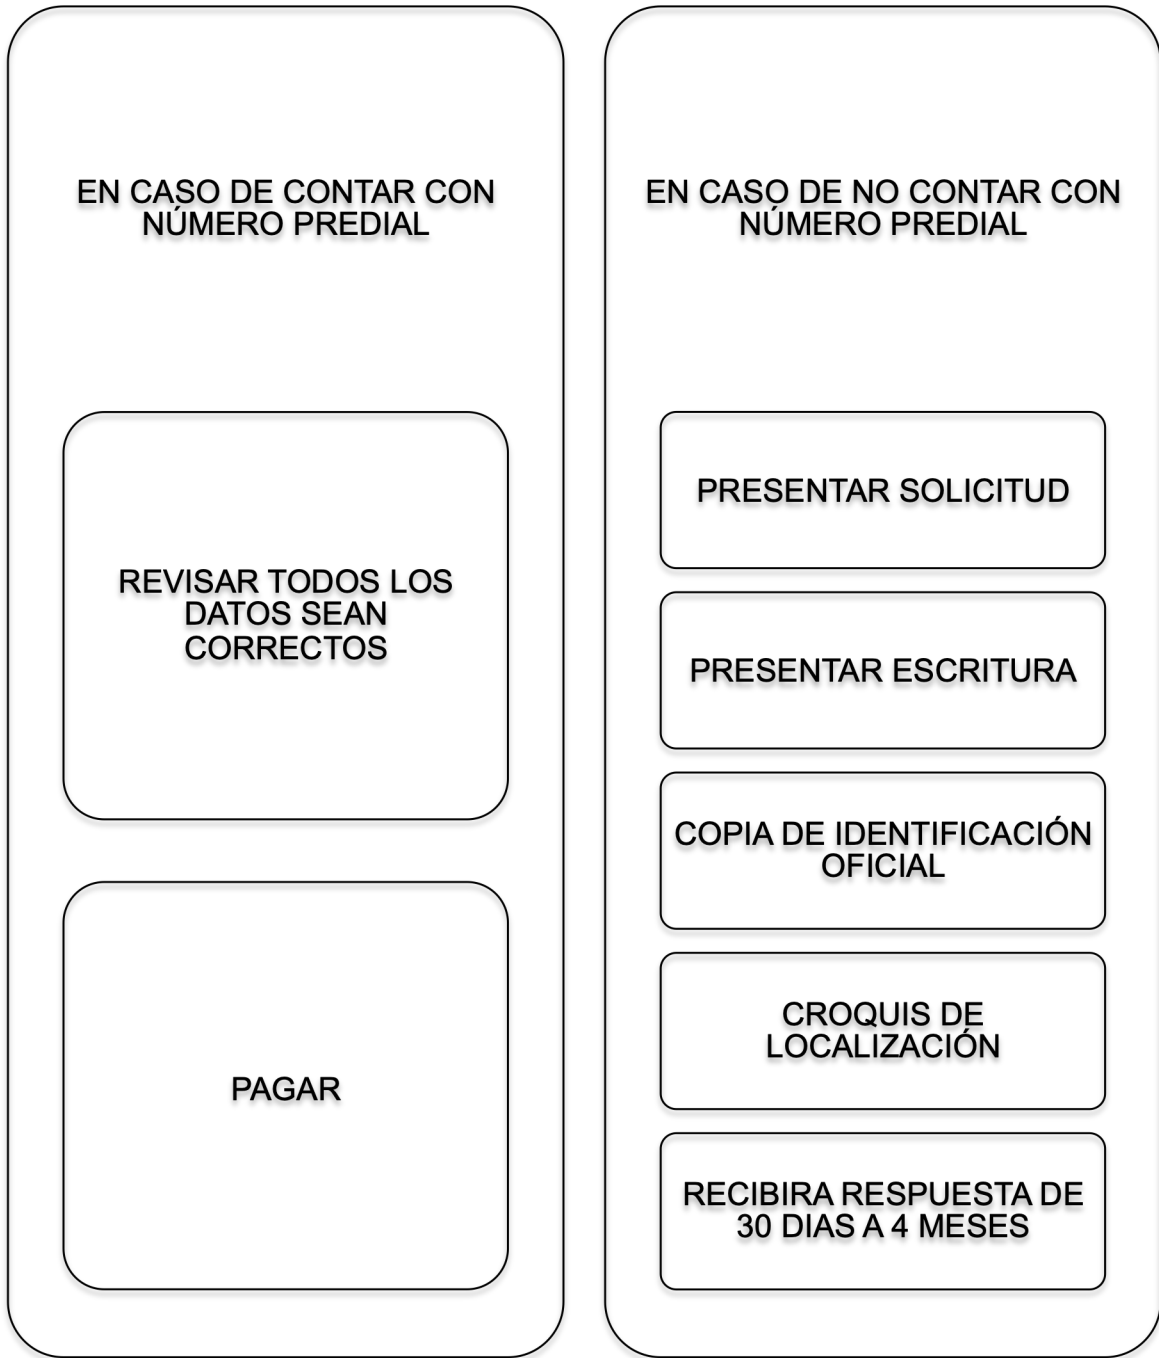 EN CASO DE CONTAR CON
NÚMERO PREDIAL
REVISAR TODOS LOS
DATOS SEAN
CORRECTOS
PAGAR
EN CASO DE NO CONTAR CON
NÚMERO PREDIAL
PRESENTAR SOLICITUD
PRESENTAR ESCRITURA
COPIA DE IDENTIFICACIÓN
OFICIAL
CROQUIS DE
LOCALIZACIÓN
RECIBIRA RESPUESTA DE
30 DIAS A 4 MESES